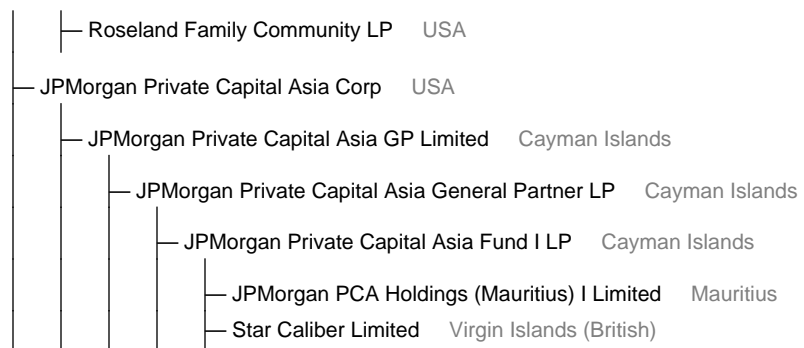 Roseland Family Community LP USA
JPMorgan Private Capital Asia Corp USA
JPMorgan Private Capital Asia GP Limited Cayman Islands
JPMorgan Private Capital Asia General Partner LP Cayman Islands
JPMorgan Private Capital Asia Fund I LP Cayman Islands
JPMorgan PCA Holdings (Mauritius) I Limited Mauritius
Star Caliber Limited Virgin Islands (British)